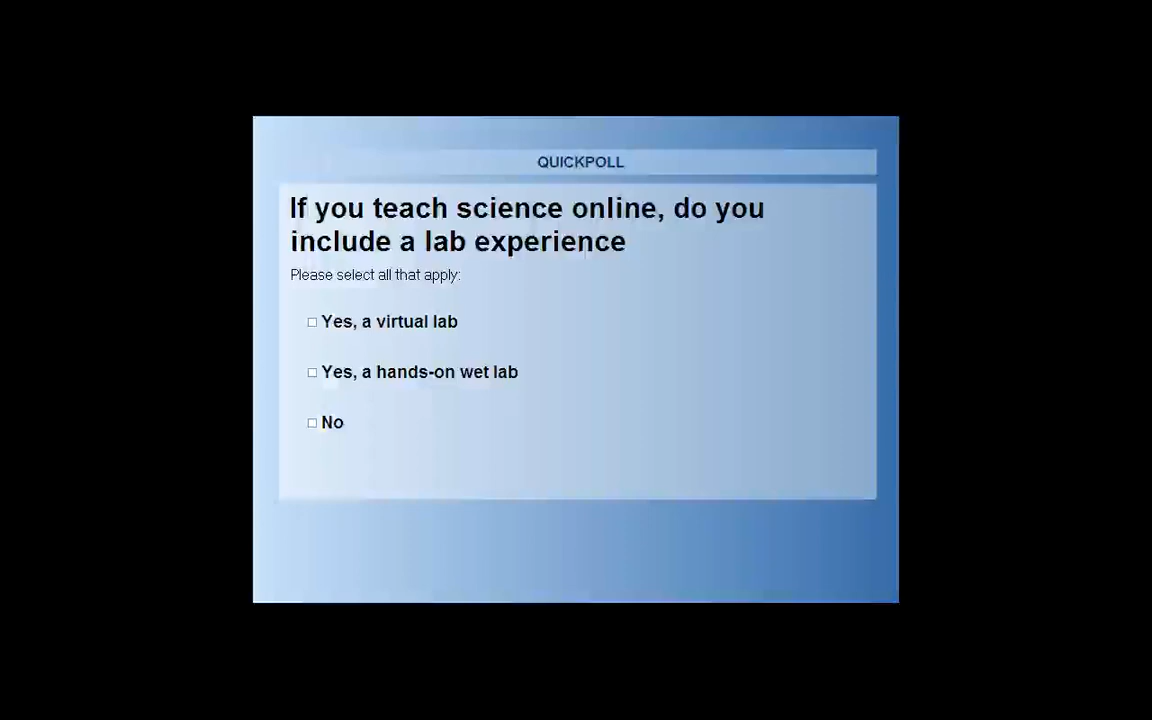 QUICKPOLL
If you teach science online, do you
include a lab experience
Please select all that apply:
Yes, a virtual lab
Yes, a hands-on wet lab
No